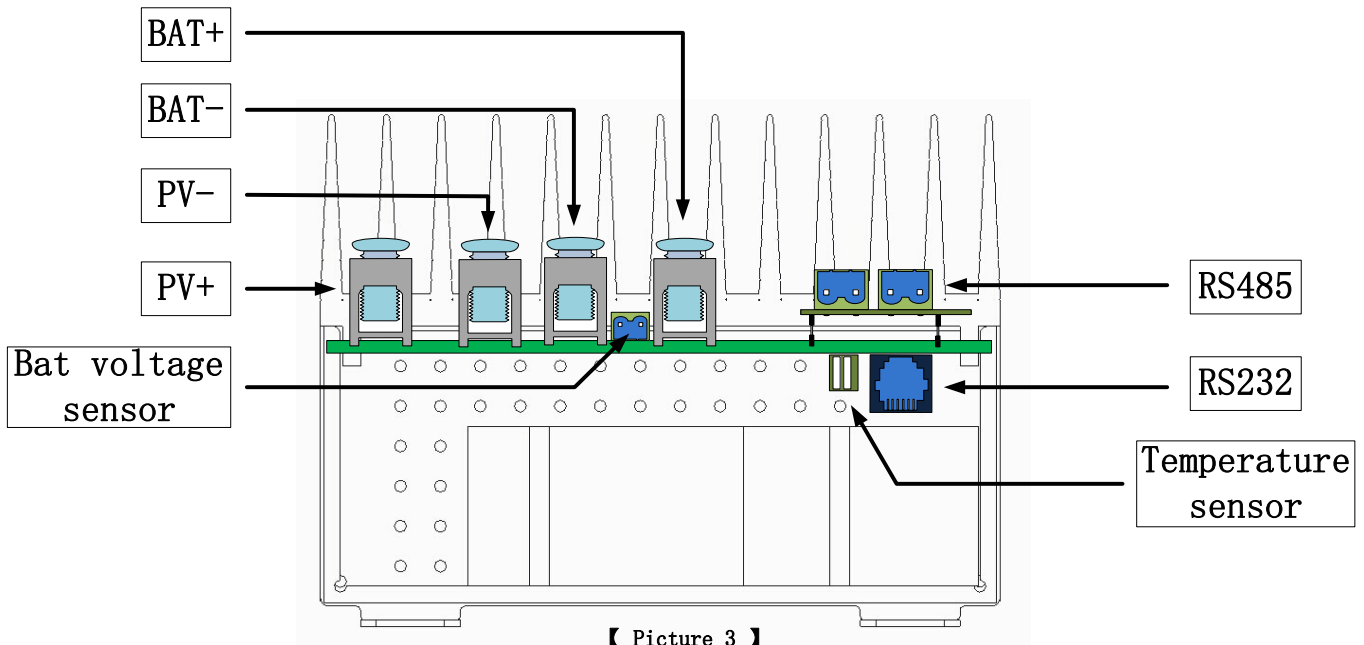 BAT+
BAT-
PV-
PV+
Bat voltage
sensor
RS485
RS232
Temperature
sensor
【 Picture 3 】